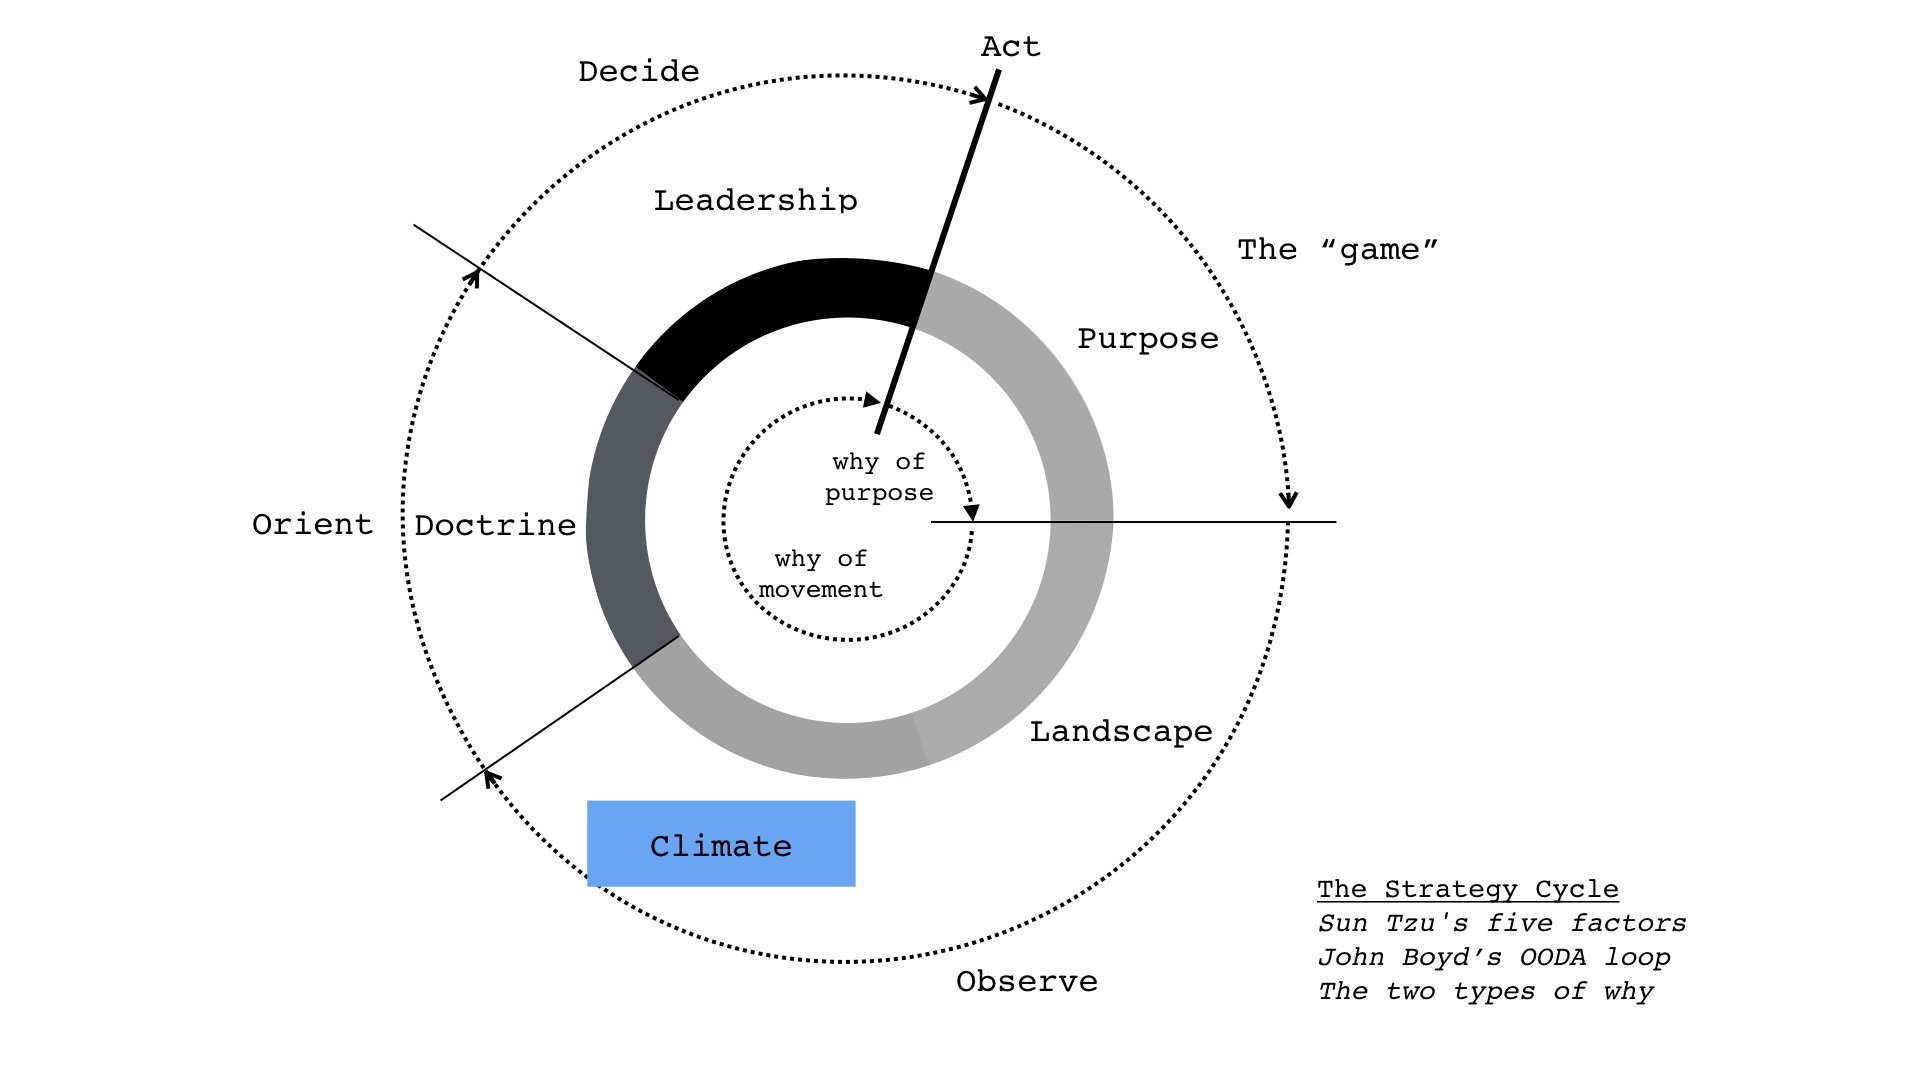 Act
Decide
Leadership
The “game”
Purpose
why of
purpose
Orient
Doctrine
why of
movement
Landscape
Climate
Observe
The Strategy Cycle
Sun Tzu's five factors
John Boyd’s OODA loop
The two types of why